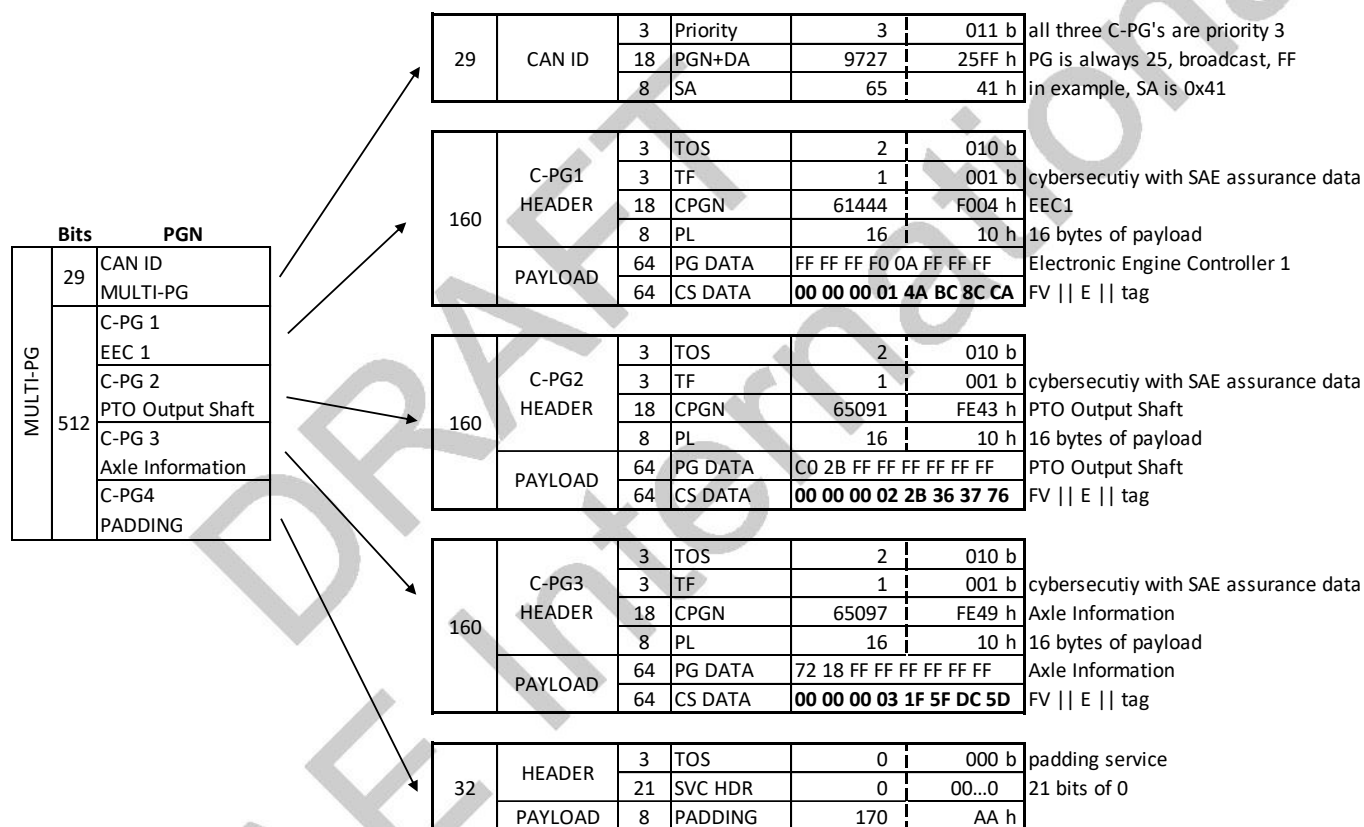 3 Priority 3 011 b all three C-PG's are priority 3
29 CAN ID 18 PGN+DA 9727 25FF h PG is always 25, broadcast, FF
8 SA 65 41 h in example, SA is 0x41
3 TOS 2 010 b
C-PG1 3 TF 1 001 b cybersecutiy with SAE assurance data
HEADER 18 CPGN 61444 F004 h EEC1
160
8 PL 16 10 h 16 bytes of payload
PAYLOAD 64 PG DATA FF FF FF F0 0A FF FF FF Electronic Engine Controller 1
64 CS DATA 00 00 00 01 4A BC 8C CA FV || E || tag
Bits PGN
MULTI-PG
29 CAN ID
MULTI-PG
512
C-PG 1
EEC 1
C-PG 2
PTO Output Shaft
C-PG 3
Axle Information
C-PG4
PADDING
3 TOS 2 010 b
C-PG2 3 TF 1 001 b cybersecutiy with SAE assurance data
HEADER 18 CPGN 65091 FE43 h PTO Output Shaft
160
8 PL 16 10 h 16 bytes of payload
PAYLOAD 64 PG DATA C0 2B FF FF FF FF FF FF PTO Output Shaft
64 CS DATA 00 00 00 02 2B 36 37 76 FV || E || tag
3 TOS 2 010 b
C-PG3 3 TF 1 001 b cybersecutiy with SAE assurance data
HEADER 18 CPGN 65097 FE49 h Axle Information
160
8 PL 16 10 h 16 bytes of payload
PAYLOAD 64 PG DATA 72 18 FF FF FF FF FF FF Axle Information
64 CS DATA 00 00 00 03 1F 5F DC 5D FV || E || tag
HEADER 3 TOS 0 000 b padding service
32 21 SVC HDR 0 00...0 21 bits of 0
PAYLOAD 8 PADDING 170 AA h
DRAFT
E Internationa